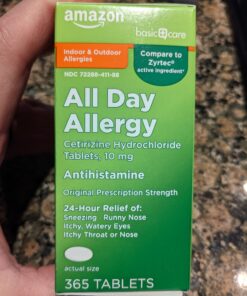 amazon
basic care
Indoor & Outdoor
Allergies
Compare to
Zyrtec®
active ingredient*
NDC 72288-411-86
All Day
Allergy
Cetirizine Hydrochloride
Tablets, 10 mg
Antihistamine
Original Prescription Strength
24-Hour Relief of:
Sneezing Runny Nose
Itchy, Watery Eyes
Itchy Throat or Nose
actual size
365 TABLETS